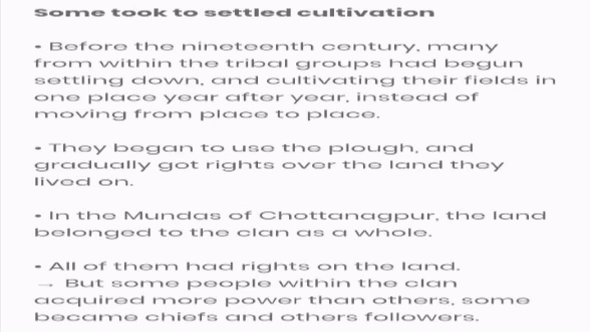 Some took to settled cultivation
• Before the nineteenth century, many
from within the tribal groups had begun
settling down, and cultivating their fields in
one place year after year, instead of
moving from place to place.
• They began to use the plough, and
gradually got rights over the land they
lived on.
• In the Mundas of Chottanagpur, the land
belonged to the clan as a whole.
• All of them had rights on the land.
→ But some people within the clan
acquired more power than others, some
became chiefs and others followers.